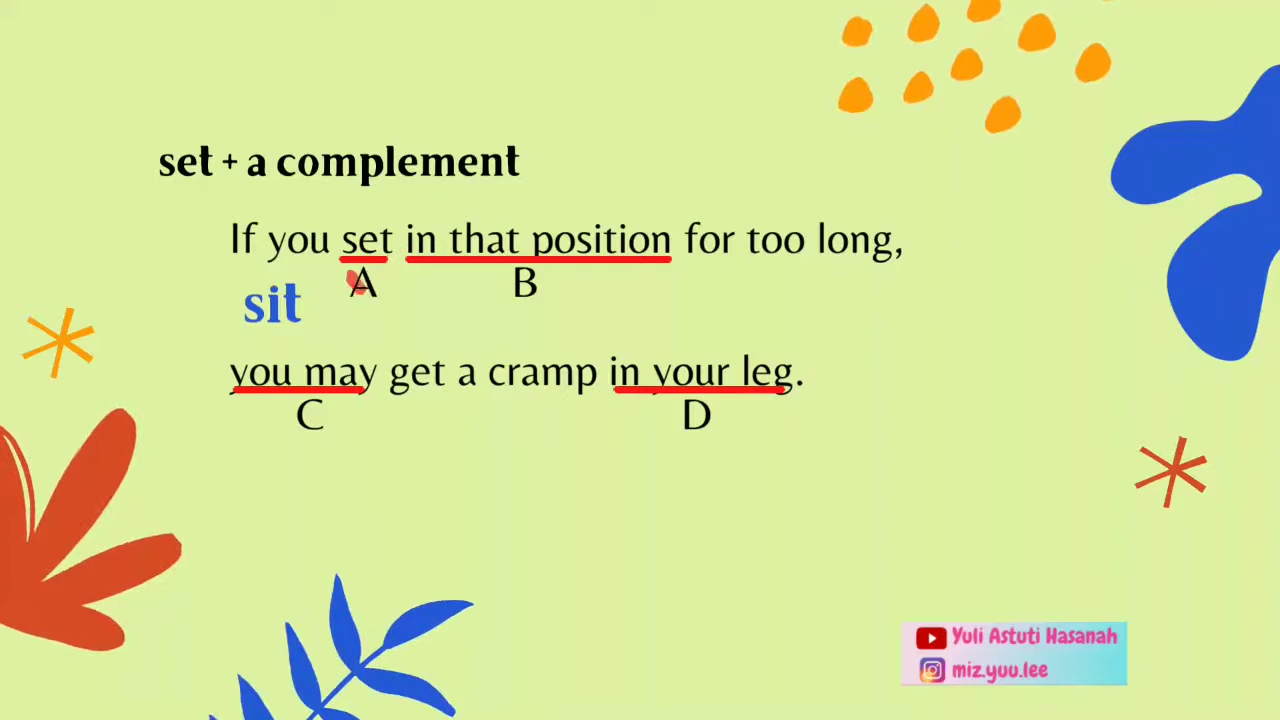 set + a complement
If you set in that position for too long,
A B
sit
you may get a cramp in your leg.
C D
Yuli Astuti Hasanah
miz.yuu.lee